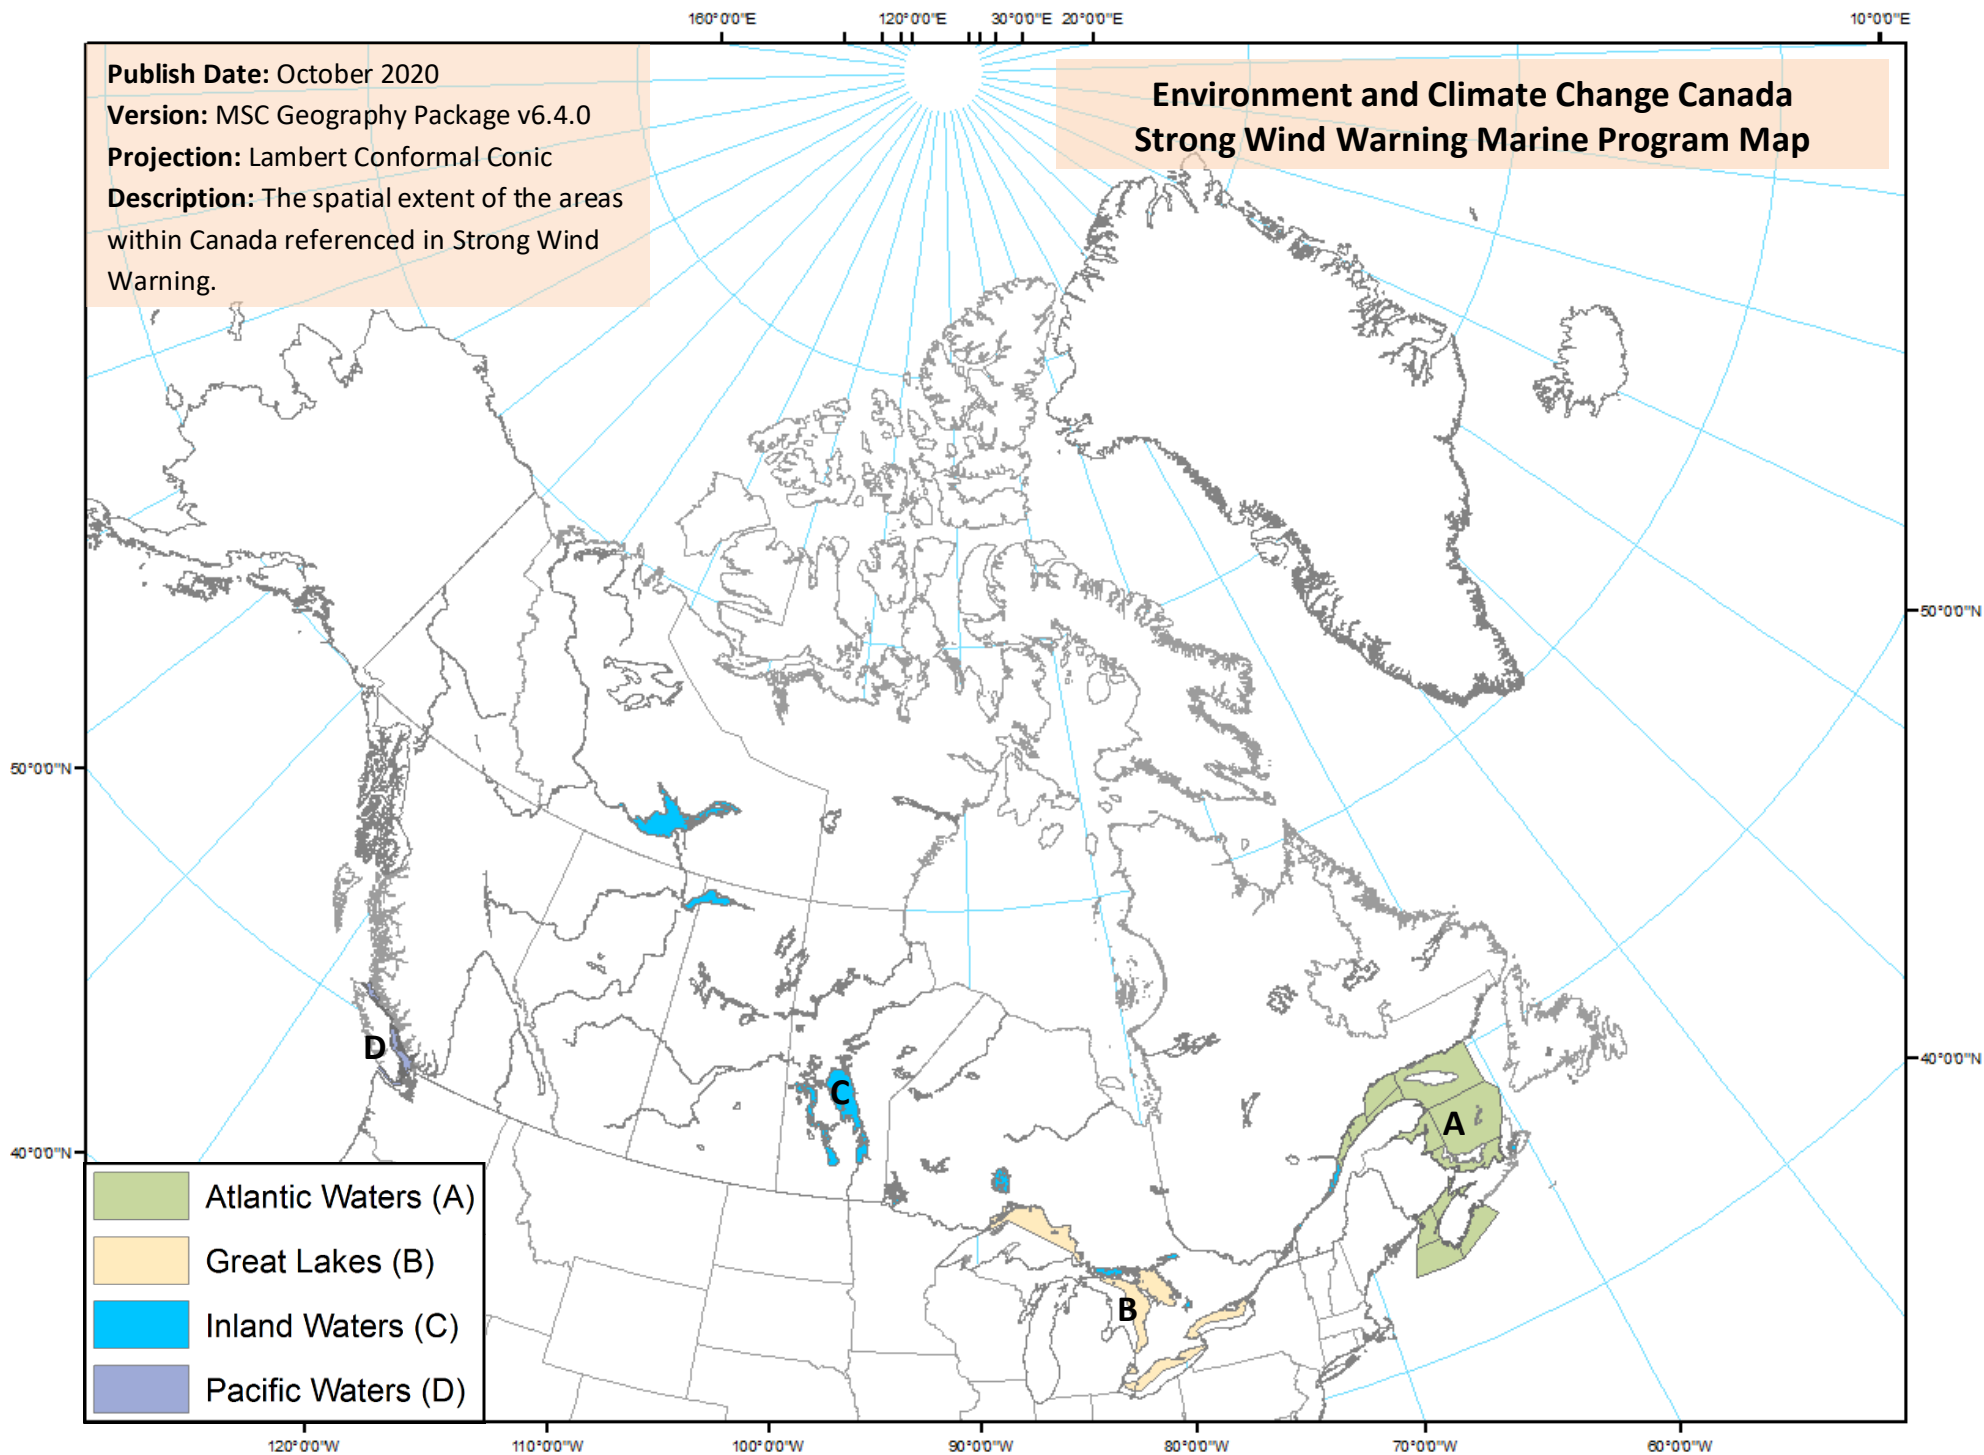 160°0'0"E 120°0'0"E 30°0'0"E 20°0'0"E 10°0'0"E
Publish Date: October 2020
Version: MSC Geography Package v6.4.0
Projection: Lambert Conformal Conic
Description: The spatial extent of the areas
within Canada referenced in Strong Wind
Warning.
Environment and Climate Change Canada
Strong Wind Warning Marine Program Map
50°0'0"N
50°0'0"N
40°0'0"N
40°0'0"N
D
C
A
B
Atlantic Waters (A)
Great Lakes (B)
Inland Waters (C)
Pacific Waters (D)
120°0'0"W 110°0'0"W 100°0'0"W 90°0'0"W 80°0'0"W 70°0'0"W 60°0'0"W